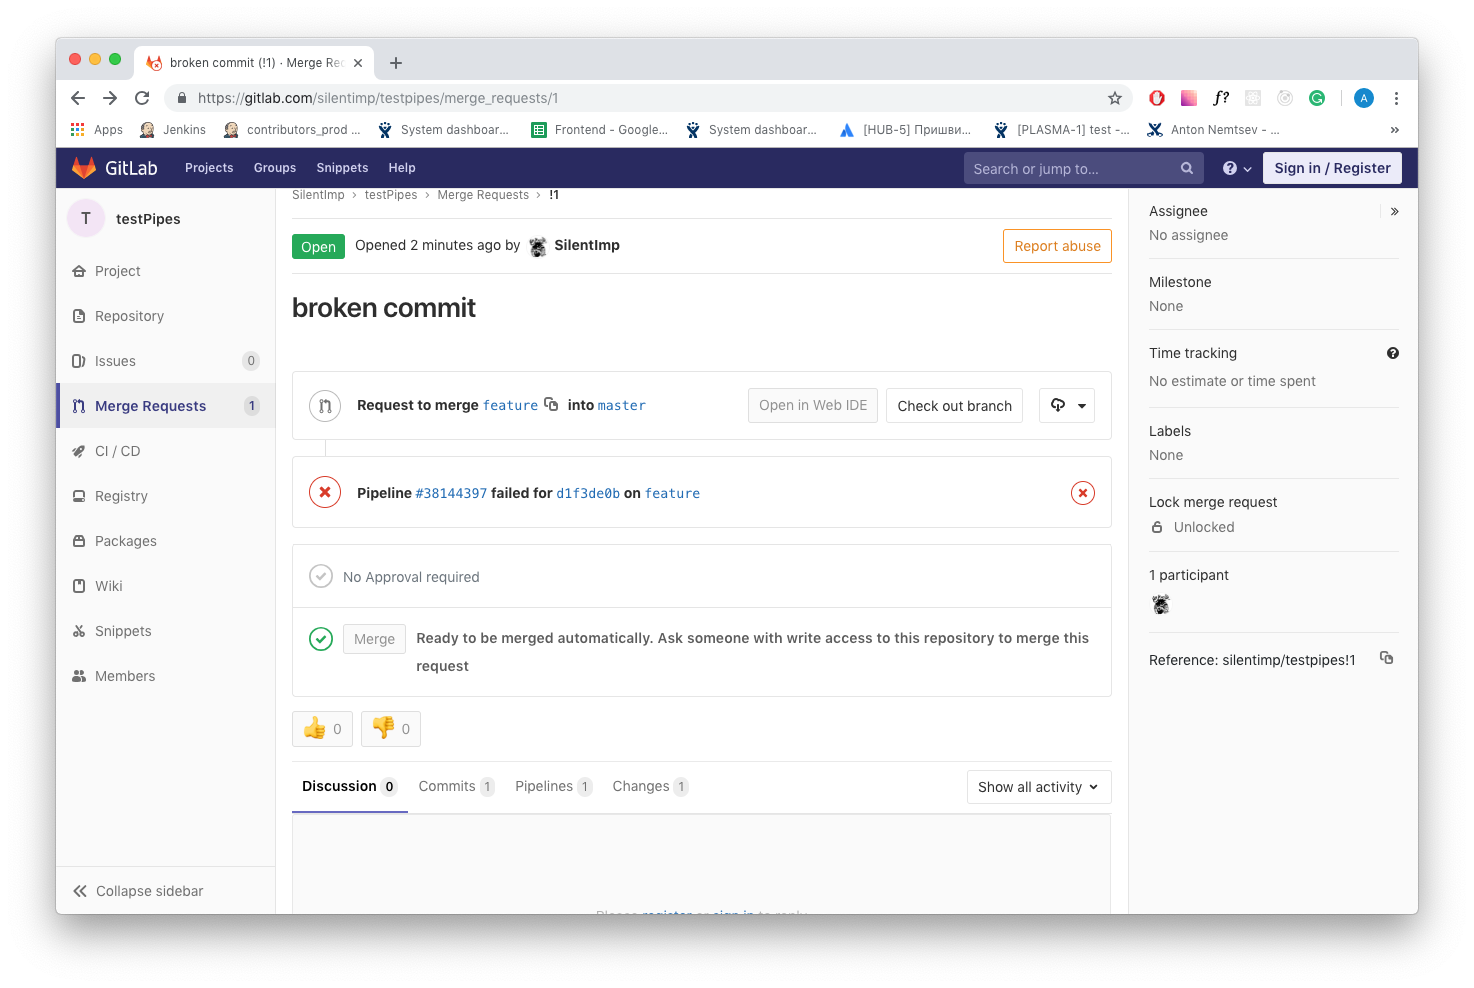 broken commit (!1) · Merge Re
https://gitlab.com/silentimp/testpipes/merge_requests/1
f?
A
Apps
Jenkins
contributors_prod ...
System dashboar...
Frontend - Google...
System dashboar...
[HUB-5] Пришви...
[PLASMA-1] test -...
Anton Nemtsev - ...
»
GitLab
Projects
Groups
Snippets
Help
Search or jump to...
Sign in / Register
T
testPipes
Project
Repository
Issues 0
Merge Requests 1
CI / CD
Registry
Packages
Wiki
Snippets
Members
Collapse sidebar
SilentImp › testPipes › Merge Requests › !1
Open
Opened 2 minutes ago by SilentImp
Report abuse
broken commit
Request to merge feature into master
Open in Web IDE
Check out branch
Pipeline #38144397 failed for d1f3de0b on feature
No Approval required
Merge
Ready to be merged automatically. Ask someone with write access to this repository to merge this
request
0
0
Discussion 0
Commits 1
Pipelines 1
Changes 1
Show all activity
Please register or sign in to reply
Assignee
»
No assignee
Milestone
None
Time tracking
No estimate or time spent
Labels
None
Lock merge request
Unlocked
1 participant
Reference: silentimp/testpipes!1